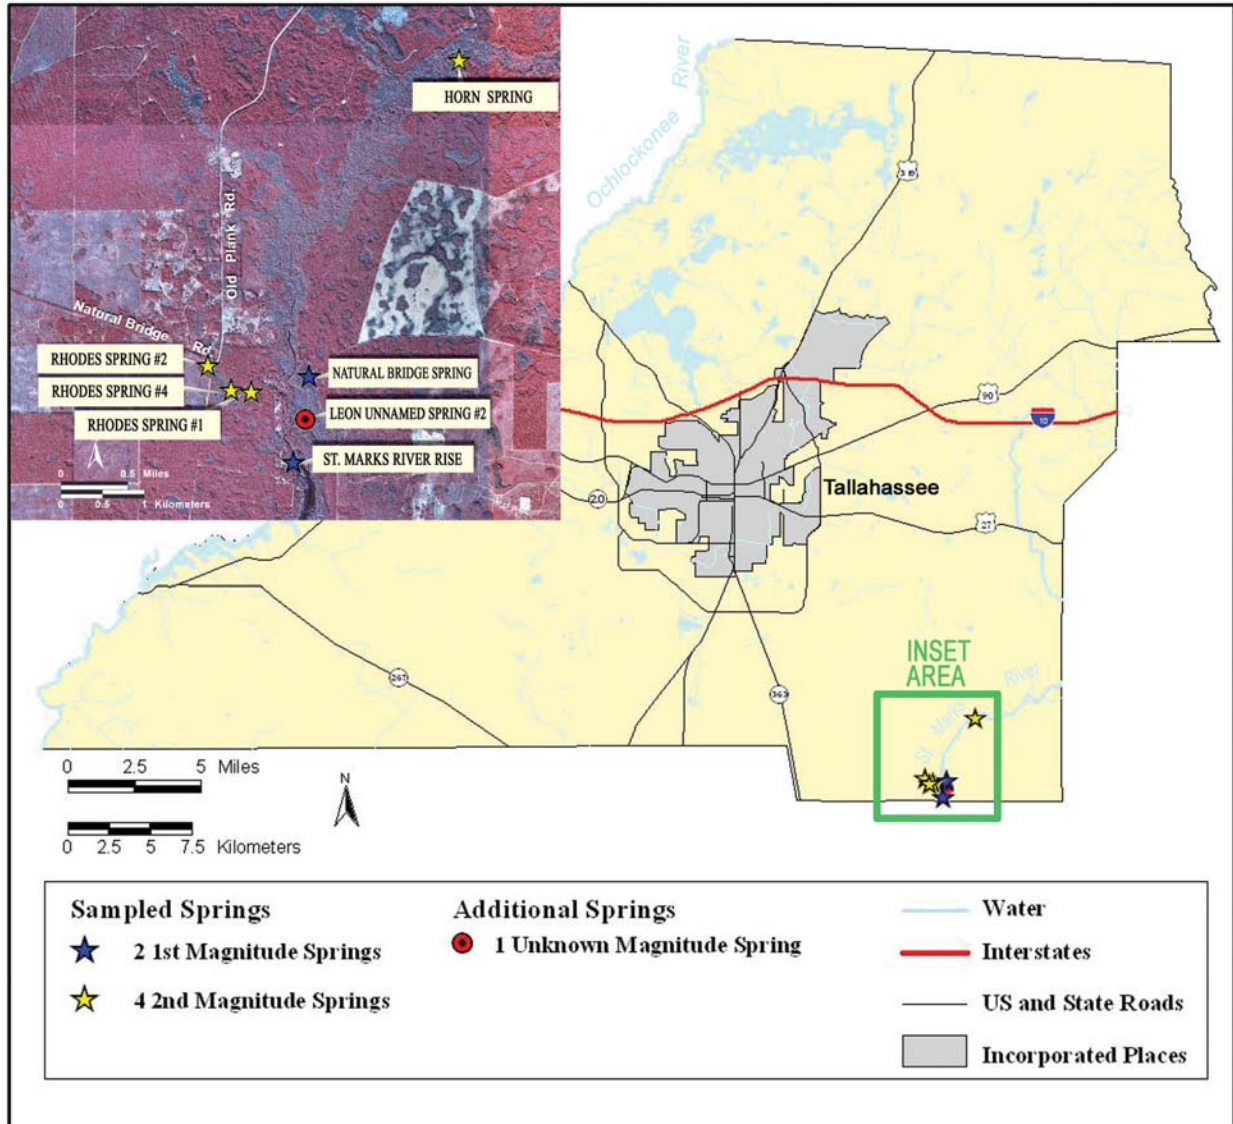 HORN SPRING
Old Plank Rd.
Natural Bridge Rd.
RHODES SPRING #2
RHODES SPRING #4
RHODES SPRING #1
NATURAL BRIDGE SPRING
LEON UNNAMED SPRING #2
ST. MARKS RIVER RISE
0 0.5 Miles
0 0.5 1 Kilometers
Ochlockonee River
319
90
10
20
Tallahassee
27
267
363
INSET
AREA
St. Marks River
0 2.5 5 Miles
N
0 2.5 5 7.5 Kilometers
Sampled Springs
2 1st Magnitude Springs
4 2nd Magnitude Springs
Additional Springs
1 Unknown Magnitude Spring
Water
Interstates
US and State Roads
Incorporated Places